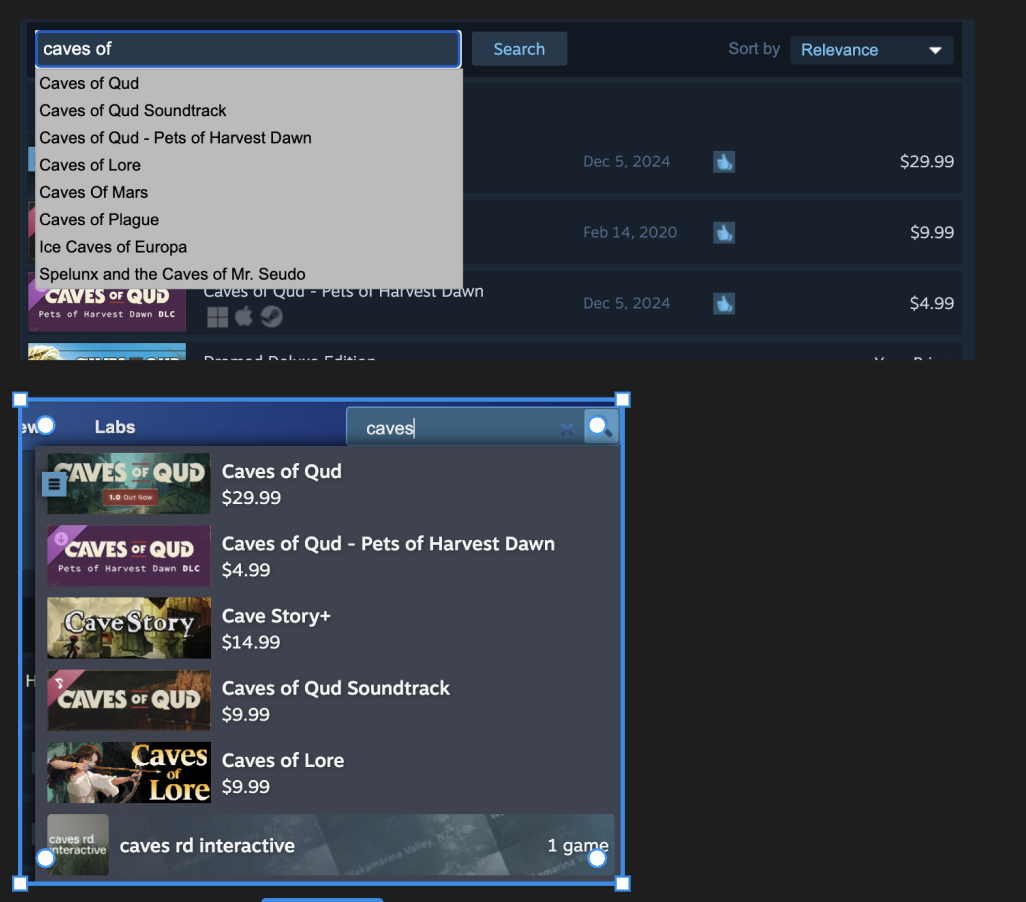 caves of
Search
Sort by
Relevance
Caves of Qud
Caves of Qud Soundtrack
Caves of Qud - Pets of Harvest Dawn
Caves of Lore
Caves Of Mars
Caves of Plague
Ice Caves of Europa
Spelunx and the Caves of Mr. Seudo
Dec 5, 2024
$29.99
Feb 14, 2020
$9.99
CAVES OF QUD
Pets of Harvest Dawn DLC
Caves of Qud - Pets of Harvest Dawn
Dec 5, 2024
$4.99
Labs
caves
CAVES OF QUD
1.0 Out Now
Caves of Qud
$29.99
CAVES OF QUD
Pets of Harvest Dawn DLC
Caves of Qud - Pets of Harvest Dawn
$4.99
Cave Story
Cave Story+
$14.99
CAVES OF QUD
Caves of Qud Soundtrack
$9.99
Caves
of
Lore
Caves of Lore
$9.99
caves rd
interactive
caves rd interactive
1 game